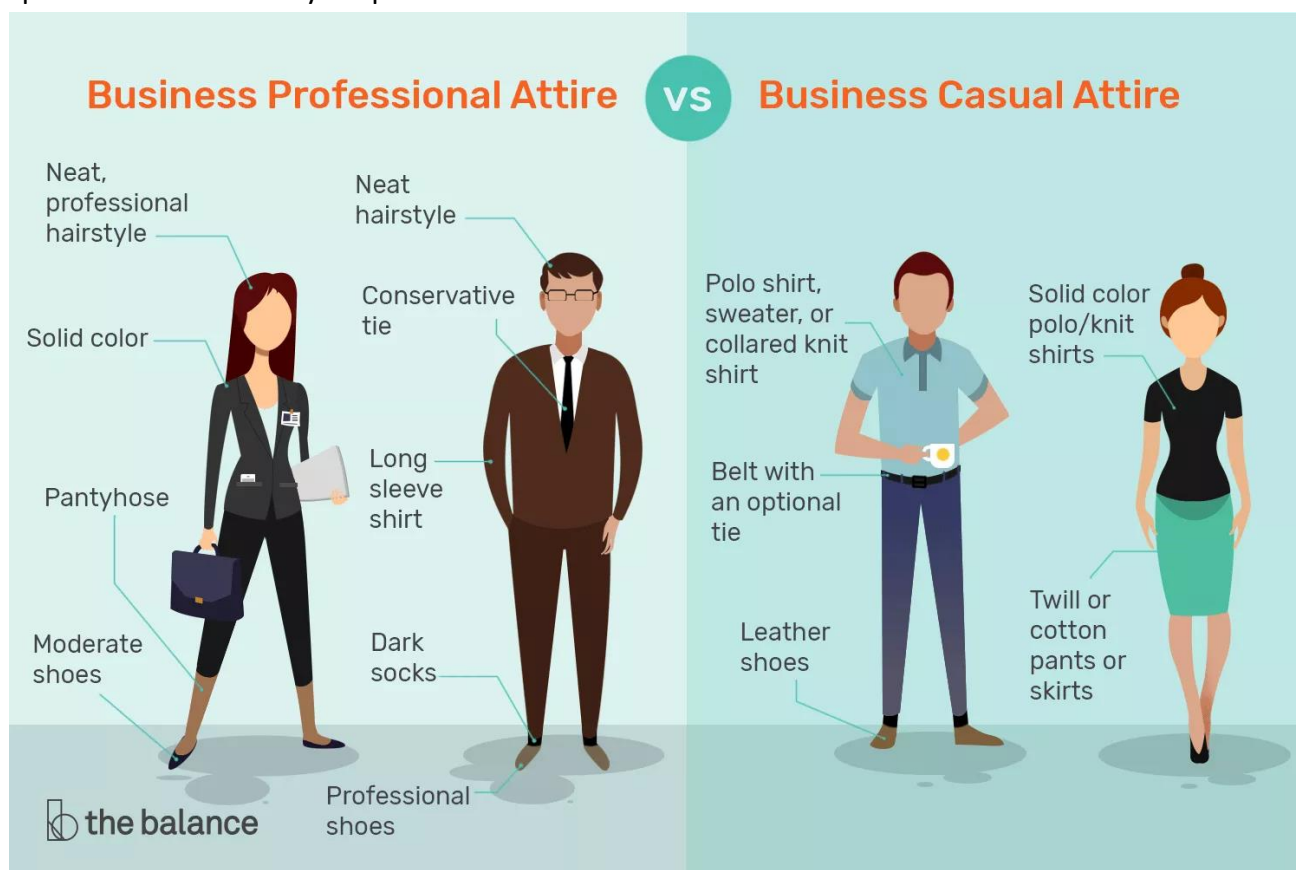 Business Professional Attire
vs
Business Casual Attire
Neat,
professional
hairstyle
Solid color
Pantyhose
Moderate
shoes
Neat
hairstyle
Conservative
tie
Long
sleeve
shirt
Dark
socks
Professional
shoes
Polo shirt,
sweater, or
collared knit
shirt
Belt with
an optional
tie
Leather
shoes
Solid color
polo/knit
shirts
Twill or
cotton
pants or
skirts
b the balance